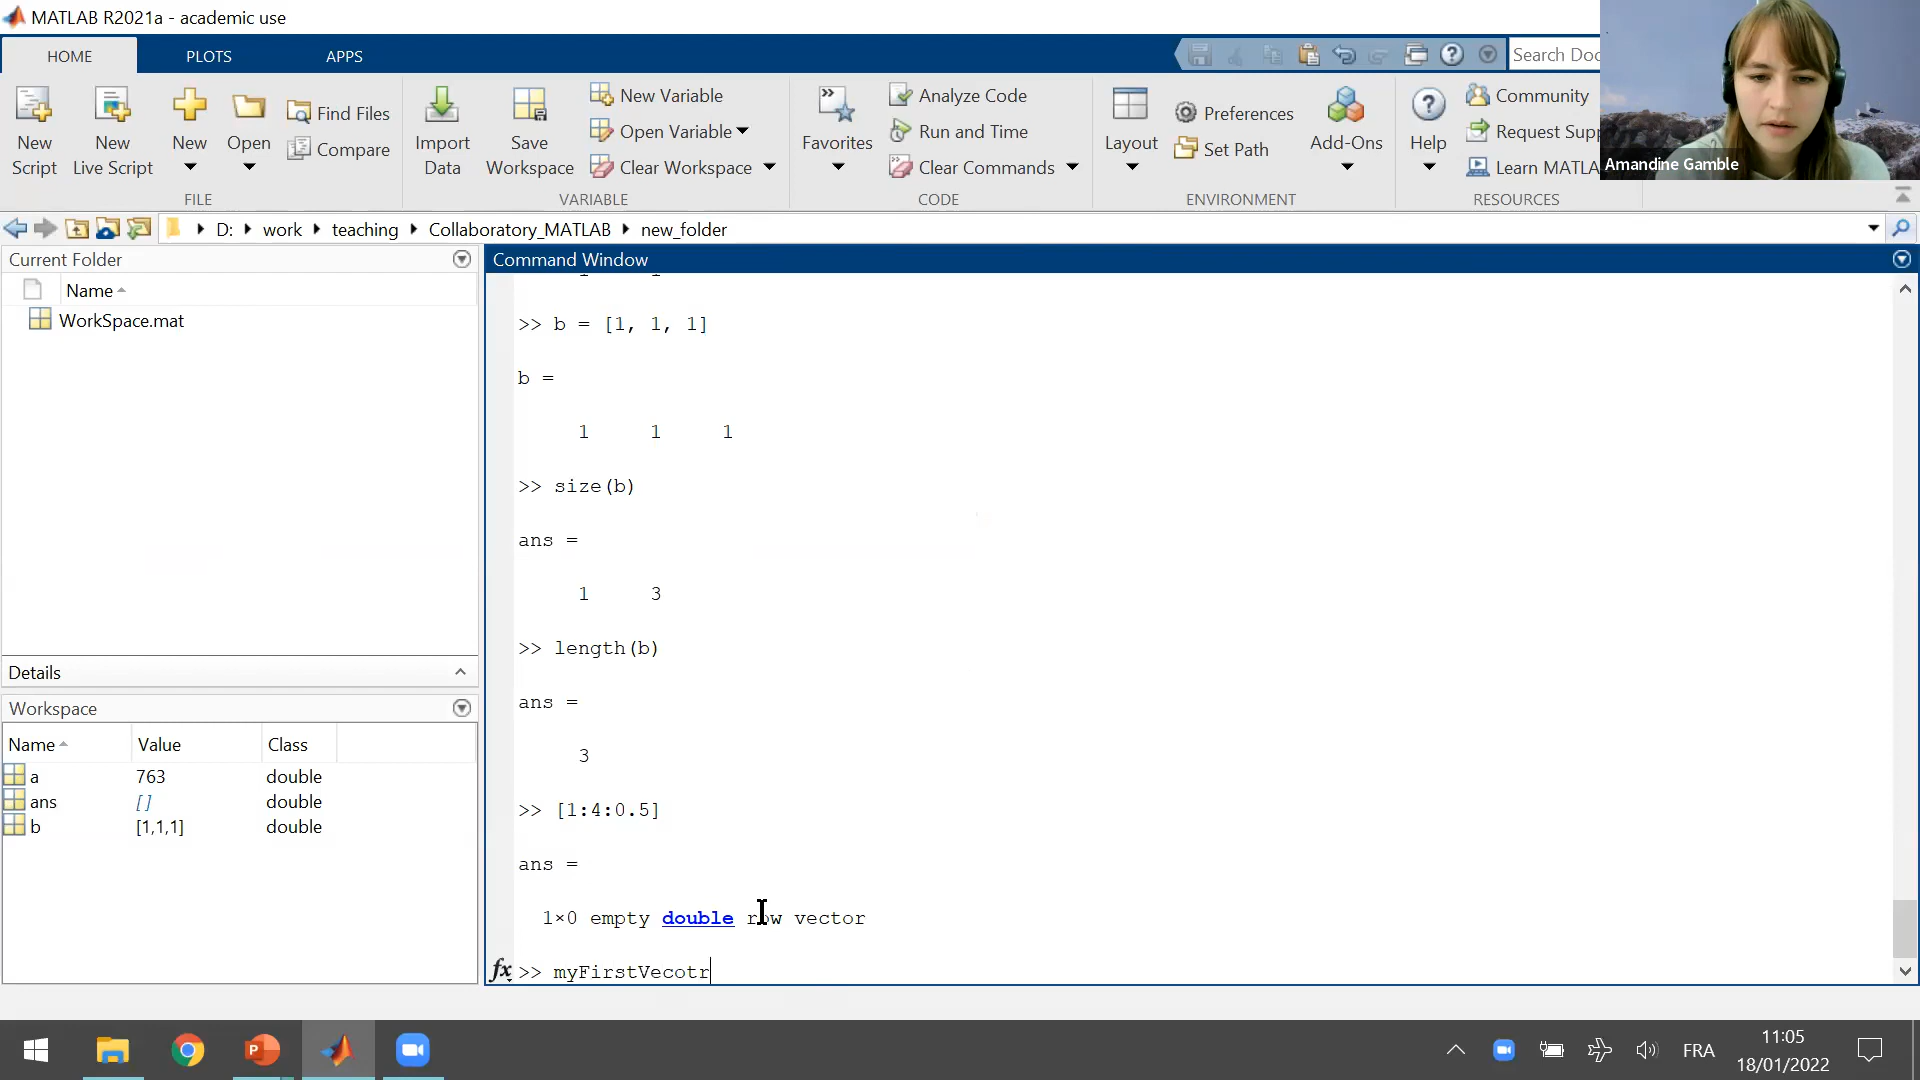 MATLAB R2021a - academic use
HOME PLOTS APPS
Search Doc
New Script
New Live Script
New
Open
Find Files
Compare
FILE
Import Data
Save Workspace
New Variable
Open Variable
Clear Workspace
VARIABLE
Favorites
Analyze Code
Run and Time
Clear Commands
CODE
Layout
Preferences
Set Path
Add-Ons
ENVIRONMENT
Help
Community
Request Supp
Learn MATLA
RESOURCES
Amandine Gamble
D: work teaching Collaboratory_MATLAB new_folder
Current Folder
Name
WorkSpace.mat
Details
Workspace
Name Value Class
a 763 double
ans [] double
b [1,1,1] double
Command Window
>> b = [1, 1, 1]
b =
1 1 1
>> size(b)
ans =
1 3
>> length(b)
ans =
3
>> [1:4:0.5]
ans =
1×0 empty double row vector
fx >> myFirstVecotr
FRA
11:05
18/01/2022